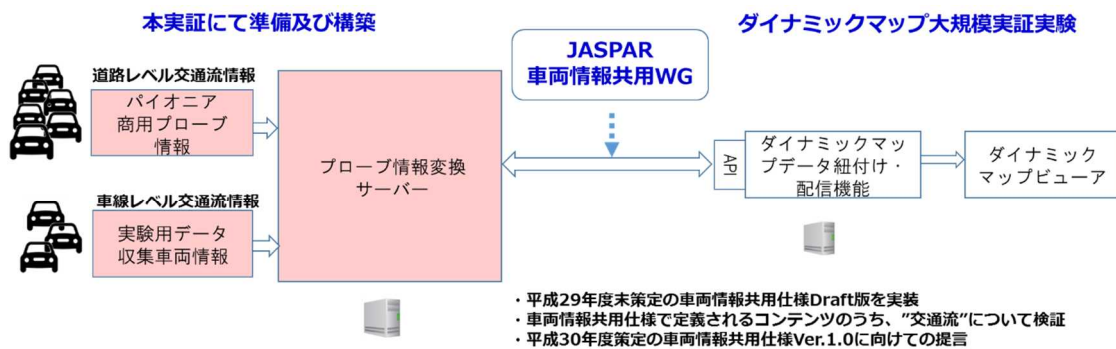 本実証にて準備及び構築
ダイナミックマップ大規模実証実験
JASPAR
車両情報共用WG
道路レベル交通流情報
パイオニア
商用プローブ
情報
車線レベル交通流情報
実験用データ
収集車両情報
プローブ情報変換
サーバー
API
ダイナミックマッ
プデータ紐付け・
配信機能
ダイナミック
マップビューア
・平成29年度末策定の車両情報共用仕様Draft版を実装
・車両情報共用仕様で定義されるコンテンツのうち、”交通流”について検証
・平成30年度策定の車両情報共用仕様Ver.1.0に向けての提言